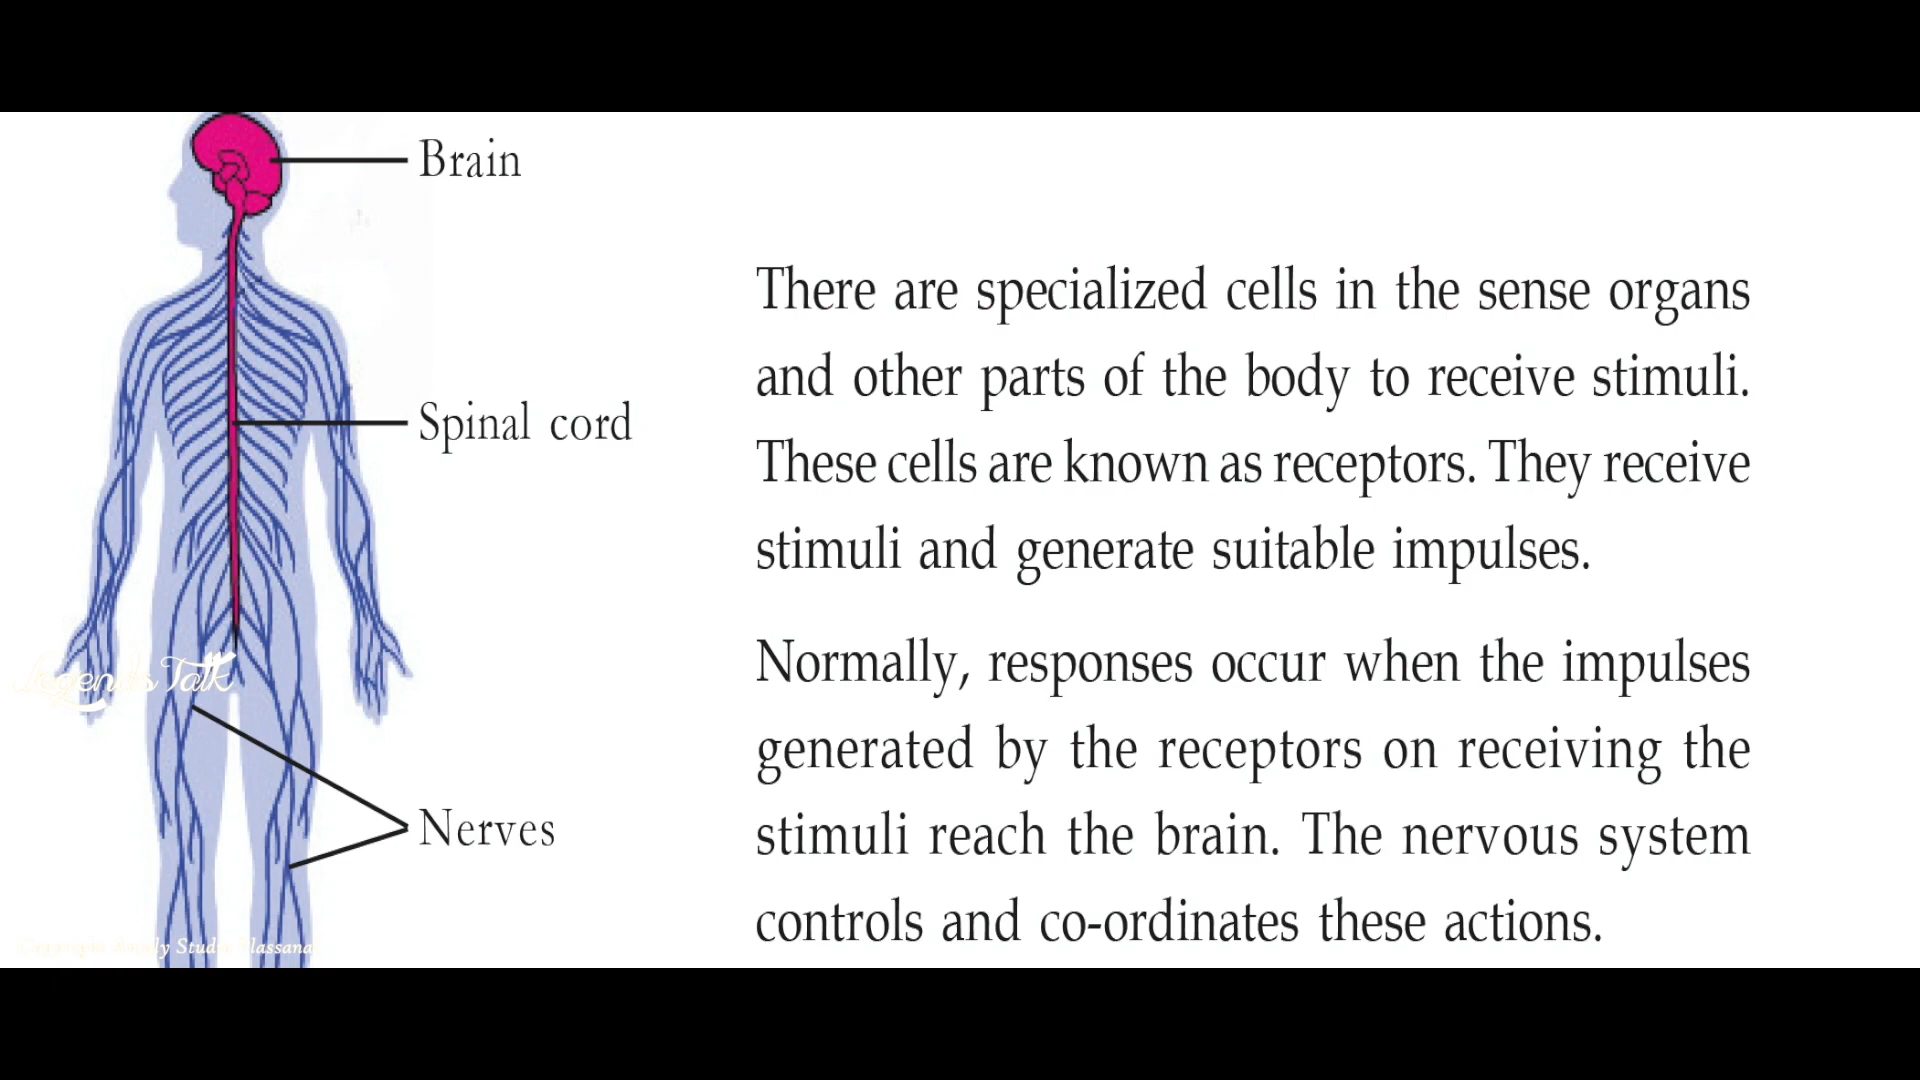 Brain
Spinal cord
Nerves
There are specialized cells in the sense organs
and other parts of the body to receive stimuli.
These cells are known as receptors. They receive
stimuli and generate suitable impulses.
Normally, responses occur when the impulses
generated by the receptors on receiving the
stimuli reach the brain. The nervous system
controls and co-ordinates these actions.
Legends Talk
Copyright